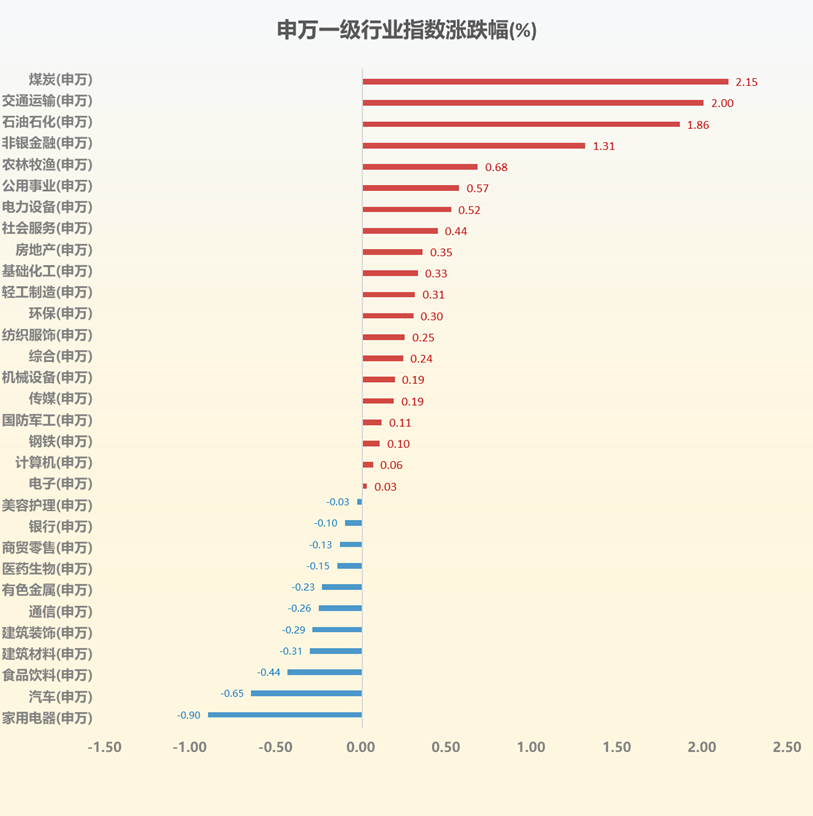 申万一级行业指数涨跌幅(%)
煤炭(申万) 2.15
交通运输(申万) 2.00
石油石化(申万) 1.86
非银金融(申万) 1.31
农林牧渔(申万) 0.68
公用事业(申万) 0.57
电力设备(申万) 0.52
社会服务(申万) 0.44
房地产(申万) 0.35
基础化工(申万) 0.33
轻工制造(申万) 0.31
环保(申万) 0.30
纺织服饰(申万) 0.25
综合(申万) 0.24
机械设备(申万) 0.19
传媒(申万) 0.19
国防军工(申万) 0.11
钢铁(申万) 0.10
计算机(申万) 0.06
电子(申万) 0.03
美容护理(申万) -0.03
银行(申万) -0.10
商贸零售(申万) -0.13
医药生物(申万) -0.15
有色金属(申万) -0.23
通信(申万) -0.26
建筑装饰(申万) -0.29
建筑材料(申万) -0.31
食品饮料(申万) -0.44
汽车(申万) -0.65
家用电器(申万) -0.90
-1.50 -1.00 -0.50 0.00 0.50 1.00 1.50 2.00 2.50